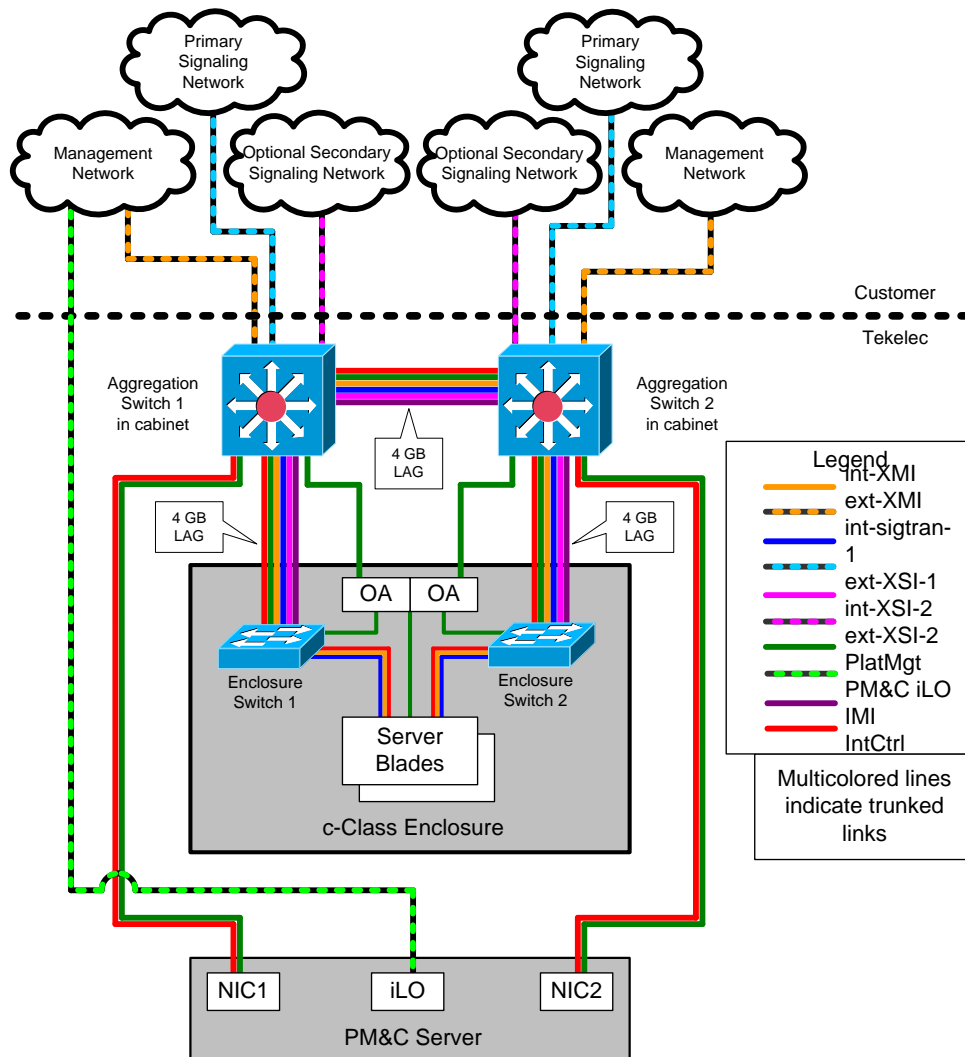 Primary
Signaling
Network
Primary
Signaling
Network
Management
Network
Optional Secondary
Signaling Network
Optional Secondary
Signaling Network
Management
Network
Customer
Tekelec
Aggregation
Switch 1
in cabinet
Aggregation
Switch 2
in cabinet
4 GB
LAG
4 GB
LAG
4 GB
LAG
Legend
int-XMI
ext-XMI
int-sigtran-
1
ext-XSI-1
int-XSI-2
ext-XSI-2
PlatMgt
PM&C iLO
IMI
IntCtrl
Multicolored lines
indicate trunked
links
OA
OA
Enclosure
Switch 1
Enclosure
Switch 2
Server
Blades
c-Class Enclosure
NIC1
iLO
NIC2
PM&C Server